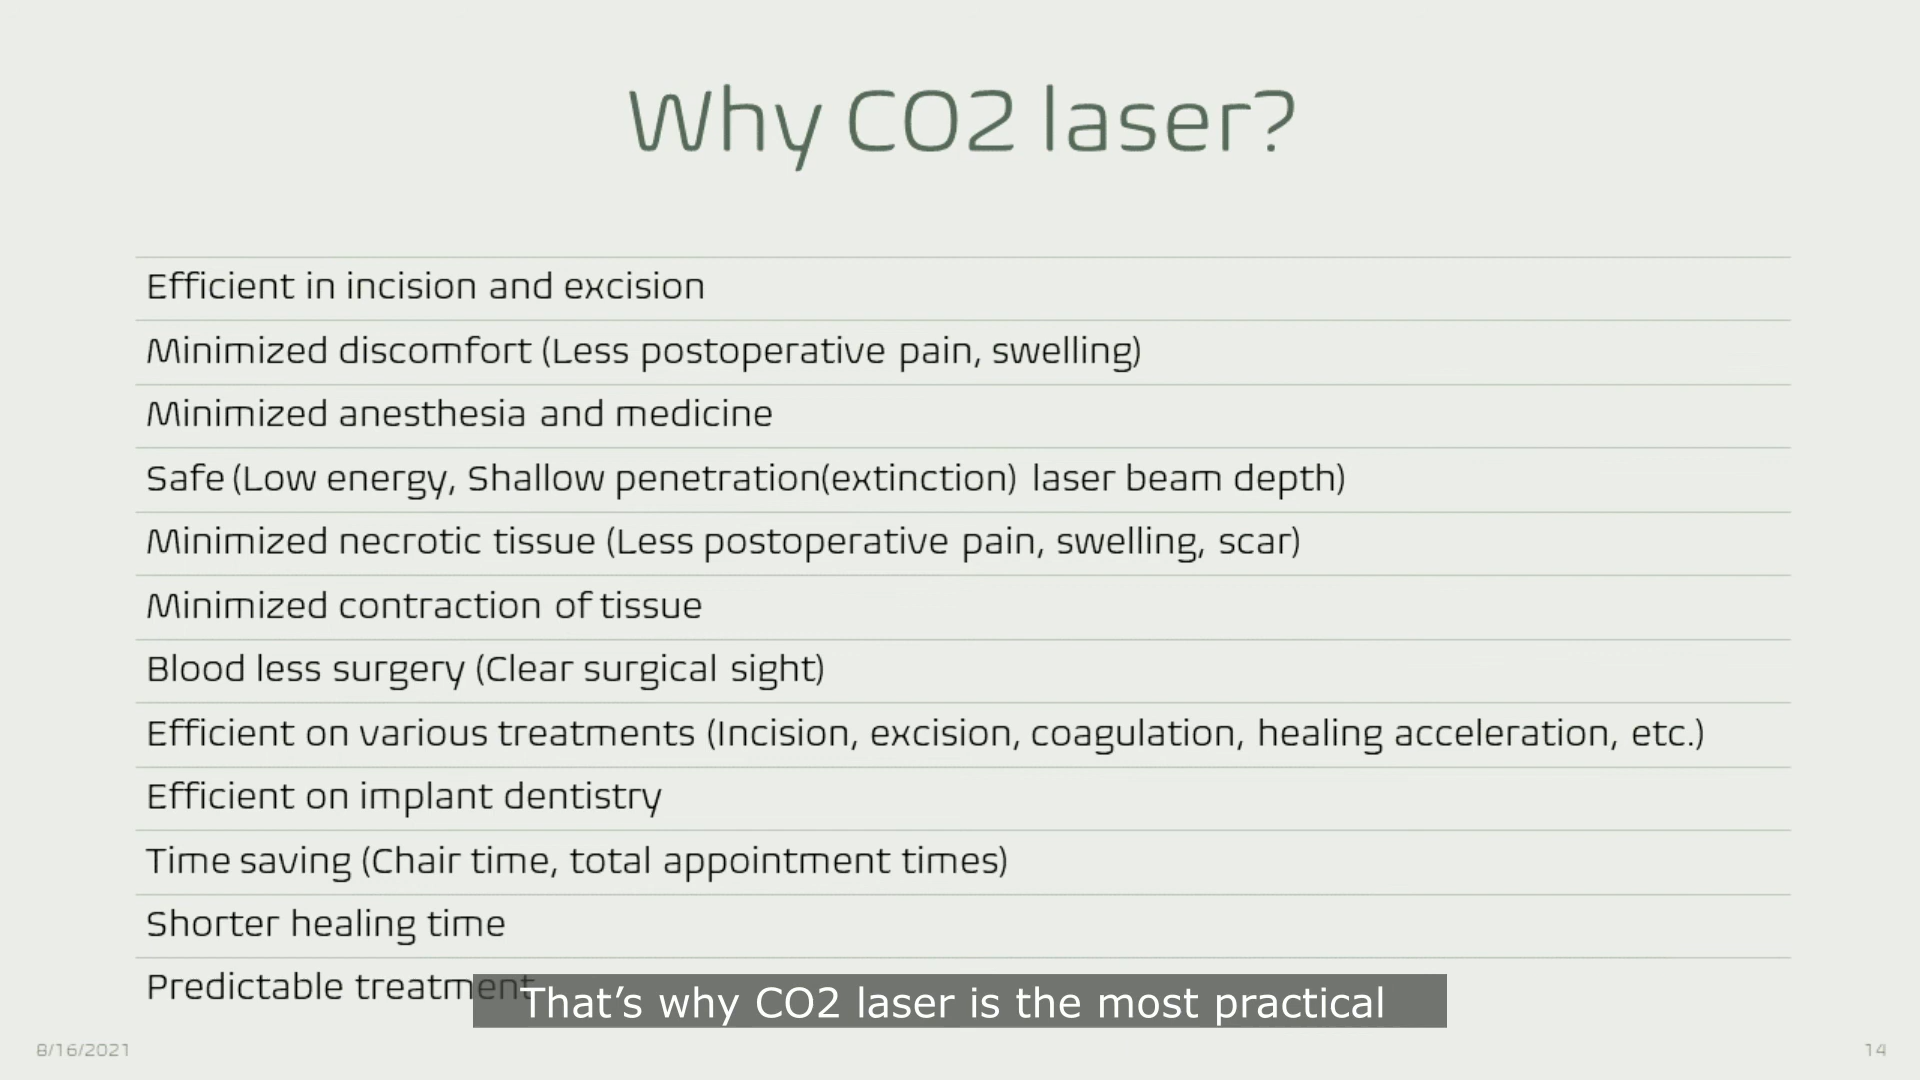 Why CO2 laser?
Efficient in incision and excision
Minimized discomfort (Less postoperative pain, swelling)
Minimized anesthesia and medicine
Safe (Low energy, Shallow penetration(extinction) laser beam depth)
Minimized necrotic tissue (Less postoperative pain, swelling, scar)
Minimized contraction of tissue
Blood less surgery (Clear surgical sight)
Efficient on various treatments (Incision, excision, coagulation, healing acceleration, etc.)
Efficient on implant dentistry
Time saving (Chair time, total appointment times)
Shorter healing time
Predictable treatment
That's why CO2 laser is the most practical
8/16/2021
14